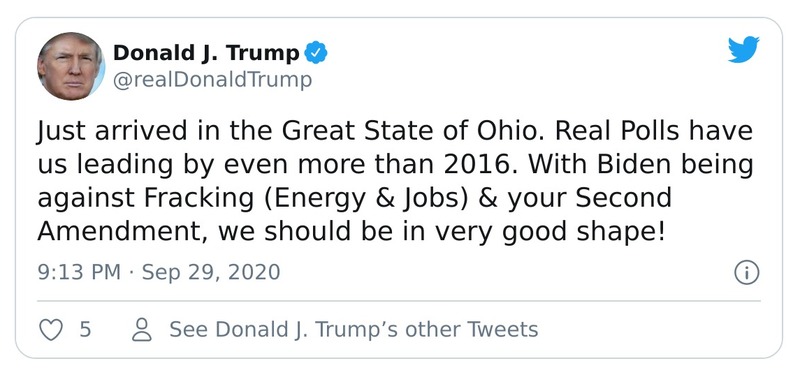 Donald J. Trump
@realDonaldTrump
Just arrived in the Great State of Ohio. Real Polls have
us leading by even more than 2016. With Biden being
against Fracking (Energy & Jobs) & your Second
Amendment, we should be in very good shape!
9:13 PM · Sep 29, 2020
5 See Donald J. Trump’s other Tweets